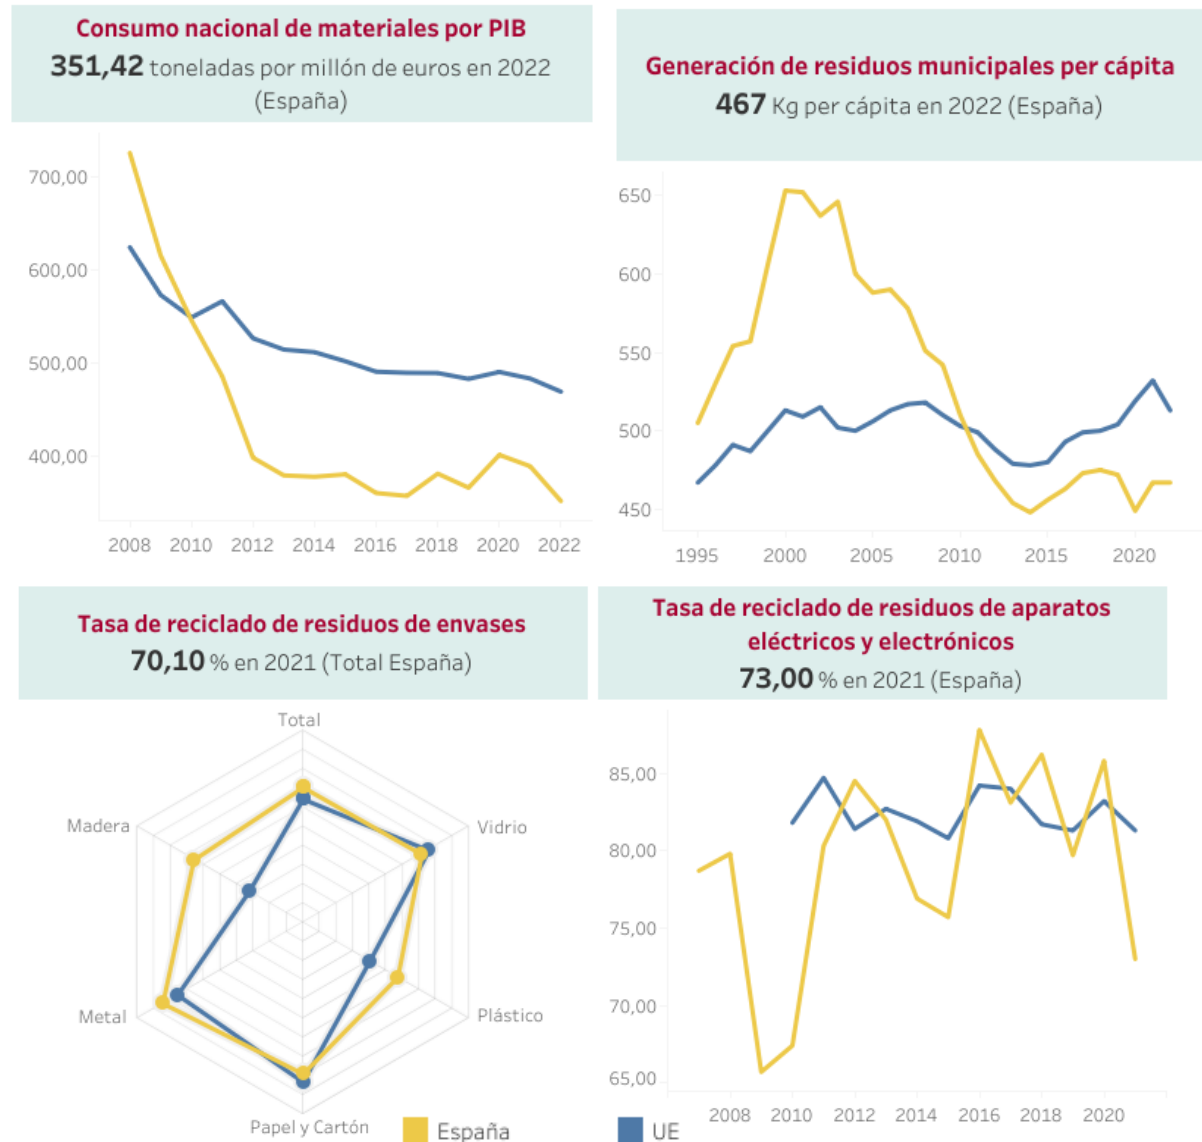 Consumo nacional de materiales por PIB
351,42 toneladas por millón de euros en 2022
(España)
700,00
600,00
500,00
400,00
2008 2010 2012 2014 2016 2018 2020 2022
Generación de residuos municipales per cápita
467 Kg per cápita en 2022 (España)
650
600
550
500
450
1995 2000 2005 2010 2015 2020
Tasa de reciclado de residuos de envases
70,10 % en 2021 (Total España)
Total
Madera
Vidrio
Metal
Plástico
Papel y Cartón
Tasa de reciclado de residuos de aparatos
eléctricos y electrónicos
73,00 % en 2021 (España)
85,00
80,00
75,00
70,00
65,00
2008 2010 2012 2014 2016 2018 2020
España
UE